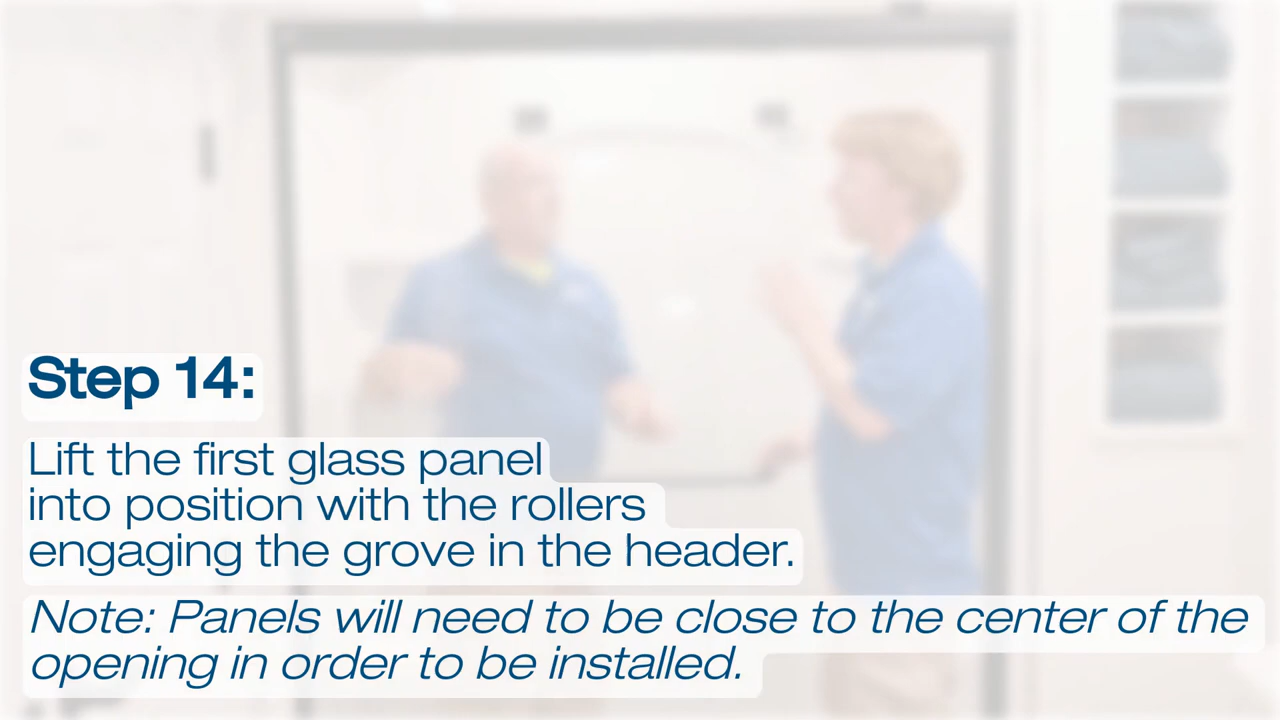 Step 14:
Lift the first glass panel
into position with the rollers
engaging the grove in the header.
Note: Panels will need to be close to the center of the
opening in order to be installed.